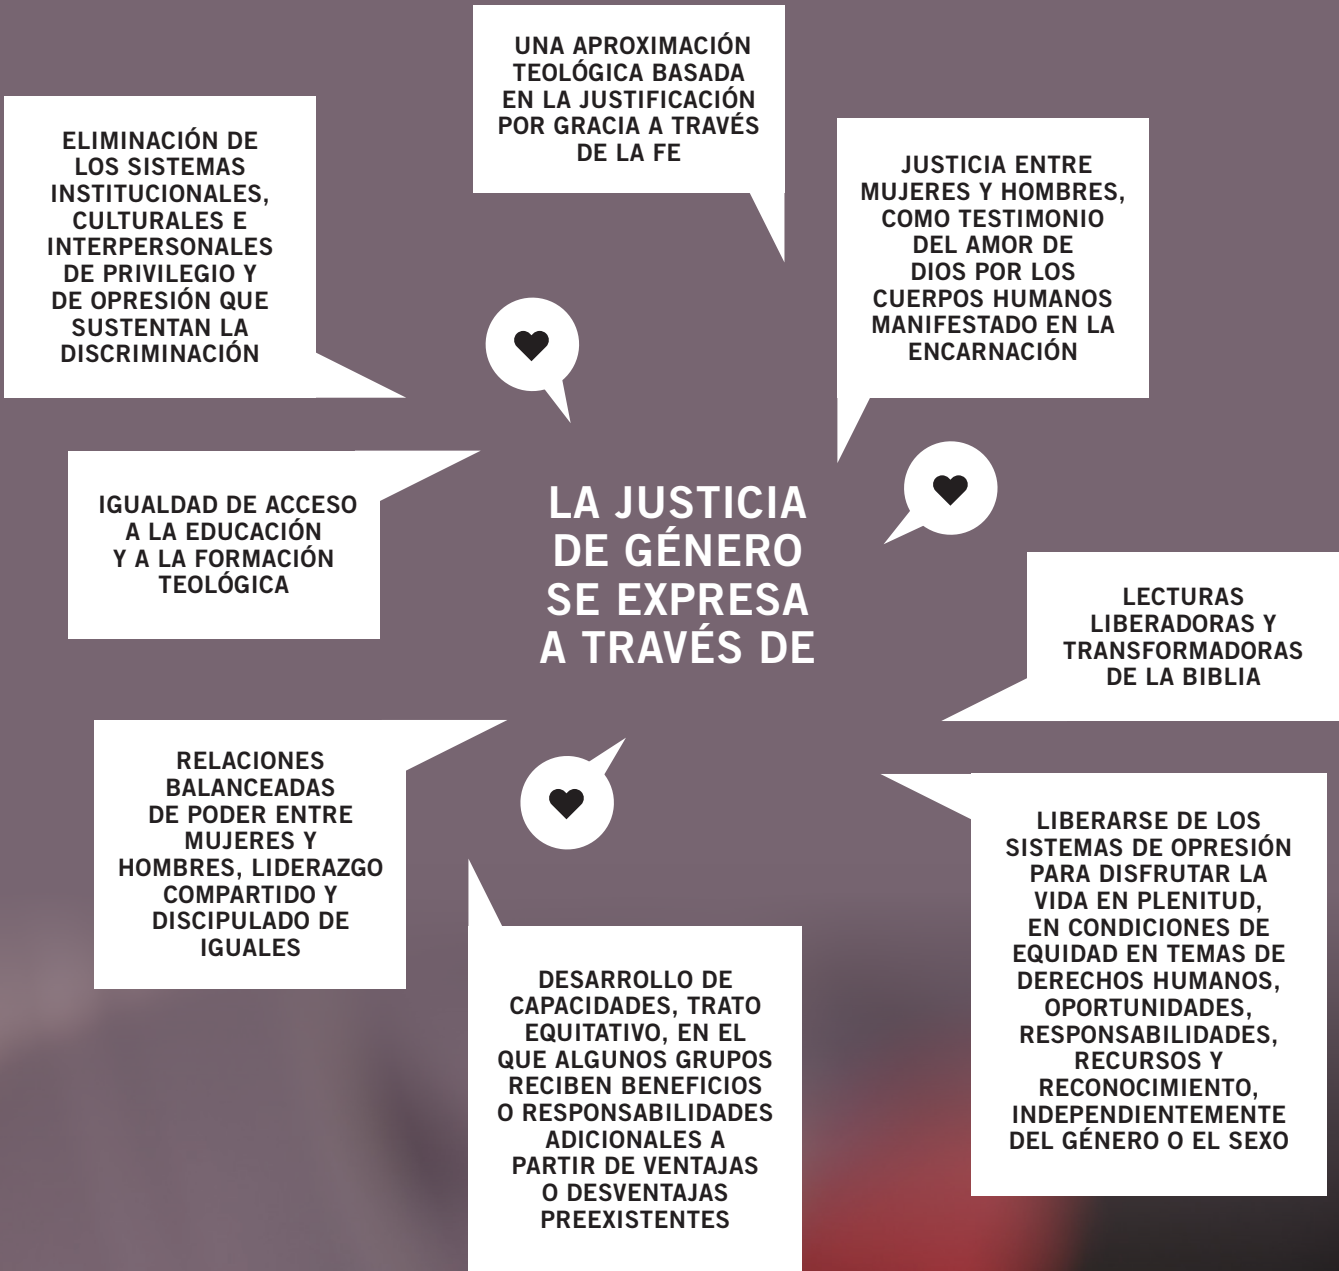 UNA APROXIMACIÓN
TEOLÓGICA BASADA
EN LA JUSTIFICACIÓN
POR GRACIA A TRAVÉS
DE LA FE
ELIMINACIÓN DE
LOS SISTEMAS
INSTITUCIONALES,
CULTURALES E
INTERPERSONALES
DE PRIVILEGIO Y
DE OPRESIÓN QUE
SUSTENTAN LA
DISCRIMINACIÓN
JUSTICIA ENTRE
MUJERES Y HOMBRES,
COMO TESTIMONIO
DEL AMOR DE
DIOS POR LOS
CUERPOS HUMANOS
MANIFESTADO EN LA
ENCARNACIÓN
IGUALDAD DE ACCESO
A LA EDUCACIÓN
Y A LA FORMACIÓN
TEOLÓGICA
LA JUSTICIA
DE GÉNERO
SE EXPRESA
A TRAVÉS DE
LECTURAS
LIBERADORAS Y
TRANSFORMADORAS
DE LA BIBLIA
RELACIONES
BALANCEADAS
DE PODER ENTRE
MUJERES Y
HOMBRES, LIDERAZGO
COMPARTIDO Y
DISCIPULADO DE
IGUALES
LIBERARSE DE LOS
SISTEMAS DE OPRESIÓN
PARA DISFRUTAR LA
VIDA EN PLENITUD,
EN CONDICIONES DE
EQUIDAD EN TEMAS DE
DERECHOS HUMANOS,
OPORTUNIDADES,
RESPONSABILIDADES,
RECURSOS Y
RECONOCIMIENTO,
INDEPENDIENTEMENTE
DEL GÉNERO O EL SEXO
DESARROLLO DE
CAPACIDADES, TRATO
EQUITATIVO, EN EL
QUE ALGUNOS GRUPOS
RECIBEN BENEFICIOS
O RESPONSABILIDADES
ADICIONALES A
PARTIR DE VENTAJAS
O DESVENTAJAS
PREEXISTENTES